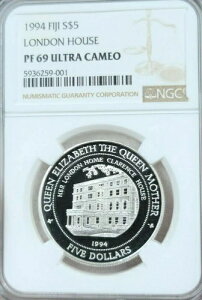 1994 FIJI S$5
LONDON HOUSE
PF 69 ULTRA CAMEO
5936259-001
NGC
NUMISMATIC GUARANTY CORPORATION
QUEEN ELIZABETH THE QUEEN MOTHER
HER LONDON HOME CLARENCE HOUSE
1994
FIVE DOLLARS